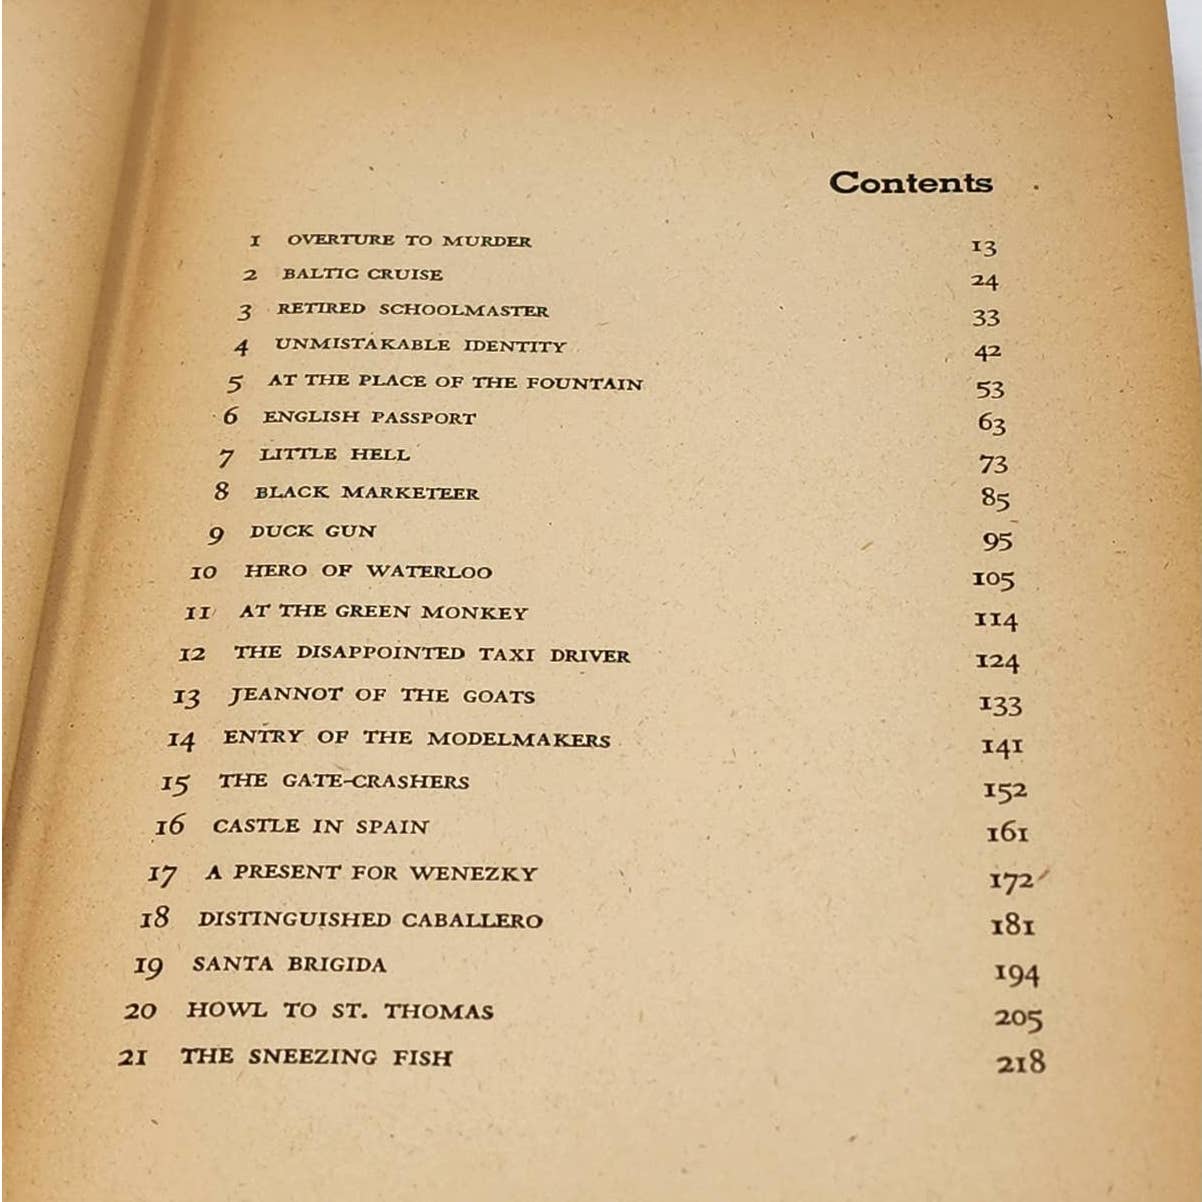 Contents
1 OVERTURE TO MURDER 13
2 BALTIC CRUISE 24
3 RETIRED SCHOOLMASTER 33
4 UNMISTAKABLE IDENTITY 42
5 AT THE PLACE OF THE FOUNTAIN 53
6 ENGLISH PASSPORT 63
7 LITTLE HELL 73
8 BLACK MARKETEER 85
9 DUCK GUN 95
10 HERO OF WATERLOO 105
11 AT THE GREEN MONKEY 114
12 THE DISAPPOINTED TAXI DRIVER 124
13 JEANNOT OF THE GOATS 133
14 ENTRY OF THE MODELMAKERS 141
15 THE GATE-CRASHERS 152
16 CASTLE IN SPAIN 161
17 A PRESENT FOR WENEZKY 172
18 DISTINGUISHED CABALLERO 181
19 SANTA BRIGIDA 194
20 HOWL TO ST. THOMAS 205
21 THE SNEEZING FISH 218